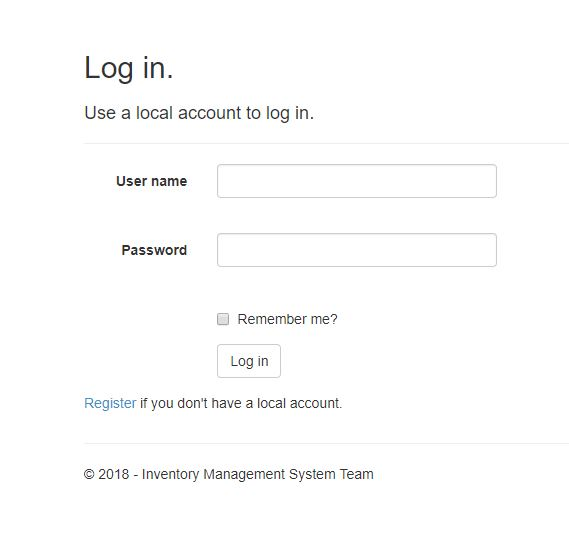 Log in.
Use a local account to log in.
User name
Password
Remember me?
Log in
Register if you don't have a local account.
© 2018 - Inventory Management System Team